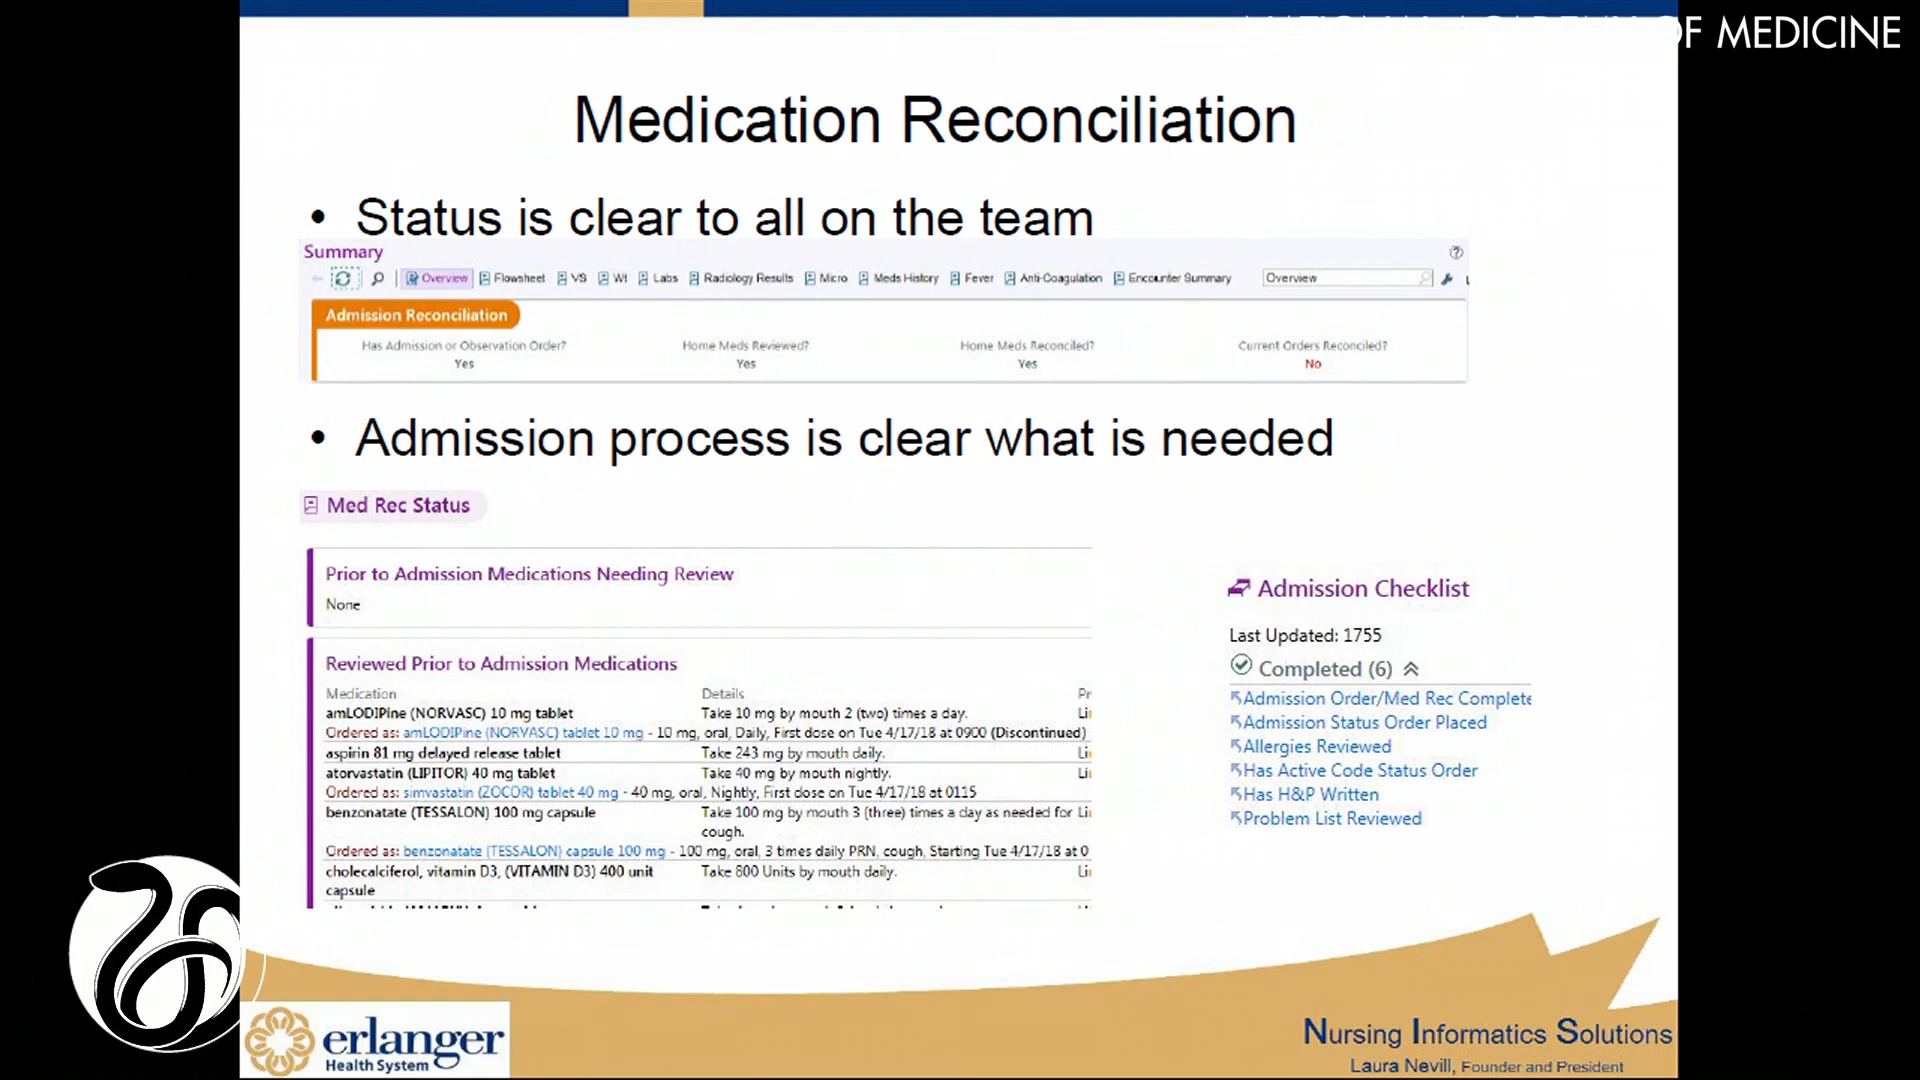 OF MEDICINE
Medication Reconciliation
• Status is clear to all on the team
Summary
Overview Flowsheet VS WI Labs Radiology Results Micro Meds History Fever Anti-Coagulation Encounter Summary Overview
Admission Reconciliation
Has Admission or Observation Order? Home Meds Reviewed? Home Meds Reconciled? Current Orders Reconciled?
Yes Yes Yes No
• Admission process is clear what is needed
Med Rec Status
Prior to Admission Medications Needing Review
None
Reviewed Prior to Admission Medications
Medication Details Pr
amLODIPine (NORVASC) 10 mg tablet Take 10 mg by mouth 2 (two) times a day. Li
Ordered as: amLODIPine (NORVASC) tablet 10 mg - 10 mg, oral, Daily, First dose on Tue 4/17/18 at 0900 (Discontinued)
aspirin 81 mg delayed release tablet Take 243 mg by mouth daily. Li
atorvastatin (LIPITOR) 40 mg tablet Take 40 mg by mouth nightly. Li
Ordered as: simvastatin (ZOCOR) tablet 40 mg - 40 mg, oral, Nightly, First dose on Tue 4/17/18 at 0115
benzonatate (TESSALON) 100 mg capsule Take 100 mg by mouth 3 (three) times a day as needed for Li
cough.
Ordered as: benzonatate (TESSALON) capsule 100 mg - 100 mg, oral, 3 times daily PRN, cough, Starting Tue 4/17/18 at 0
cholecalciferol, vitamin D3, (VITAMIN D3) 400 unit Take 800 Units by mouth daily. Li
capsule
Admission Checklist
Last Updated: 1755
Completed (6)
Admission Order/Med Rec Complete
Admission Status Order Placed
Allergies Reviewed
Has Active Code Status Order
Has H&P Written
Problem List Reviewed
erlanger
Health System
Nursing Informatics Solutions
Laura Nevill, Founder and President